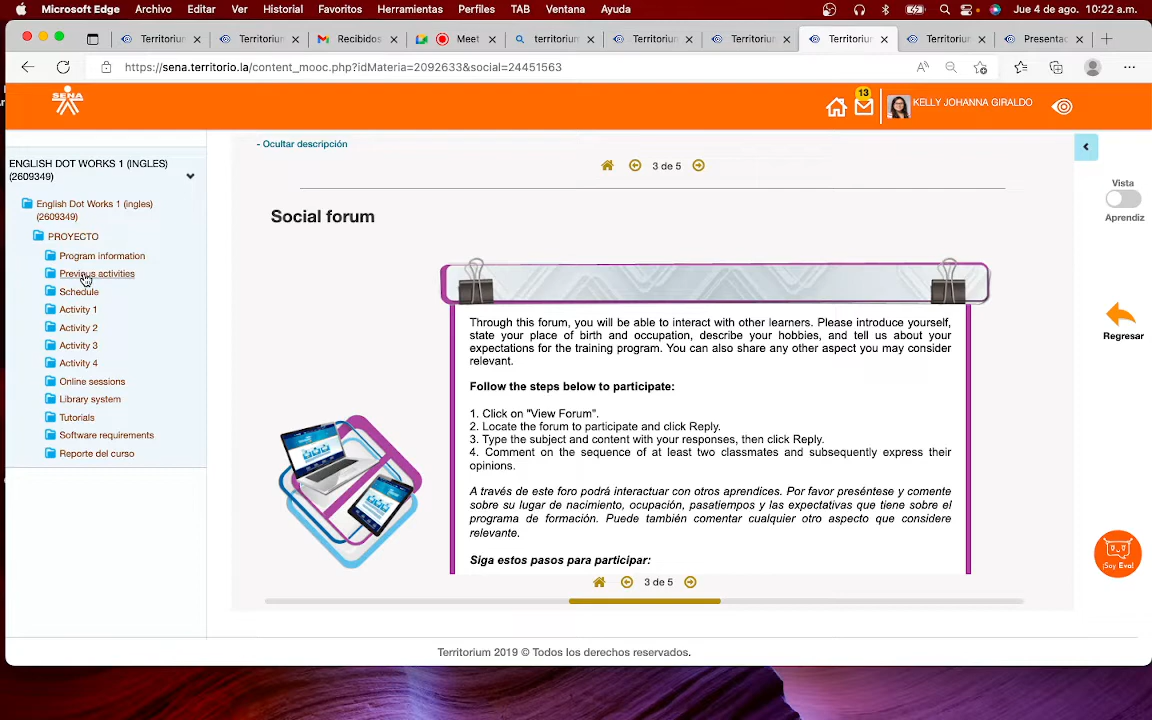 Microsoft Edge Archivo Editar Ver Historial Favoritos Herramientas Perfiles TAB Ventana Ayuda Jue 4 de ago. 10:22 a.m.
Territoriun Territoriun Recibidos Meet territorium Territoriun Territoriun Territoriun Territoriun Presentac
https://sena.territorio.la/content_mooc.php?idMateria=2092633&social=24451563
SENA
13
KELLY JOHANNA GIRALDO
ENGLISH DOT WORKS 1 (INGLES)
(2609349)
English Dot Works 1 (ingles)
(2609349)
PROYECTO
Program information
Previous activities
Schedule
Activity 1
Activity 2
Activity 3
Activity 4
Online sessions
Library system
Tutorials
Software requirements
Reporte del curso
- Ocultar descripción
3 de 5
Social forum
Through this forum, you will be able to interact with other learners. Please introduce yourself,
state your place of birth and occupation, describe your hobbies, and tell us about your
expectations for the training program. You can also share any other aspect you may consider
relevant.
Follow the steps below to participate:
1. Click on "View Forum".
2. Locate the forum to participate and click Reply.
3. Type the subject and content with your responses, then click Reply.
4. Comment on the sequence of at least two classmates and subsequently express their
opinions.
A través de este foro podrá interactuar con otros aprendices. Por favor preséntese y comente
sobre su lugar de nacimiento, ocupación, pasatiempos y las expectativas que tiene sobre el
programa de formación. Puede también comentar cualquier otro aspecto que considere
relevante.
Siga estos pasos para participar:
3 de 5
Vista
Aprendiz
Regresar
¡Soy Evo!
Territorium 2019 © Todos los derechos reservados.